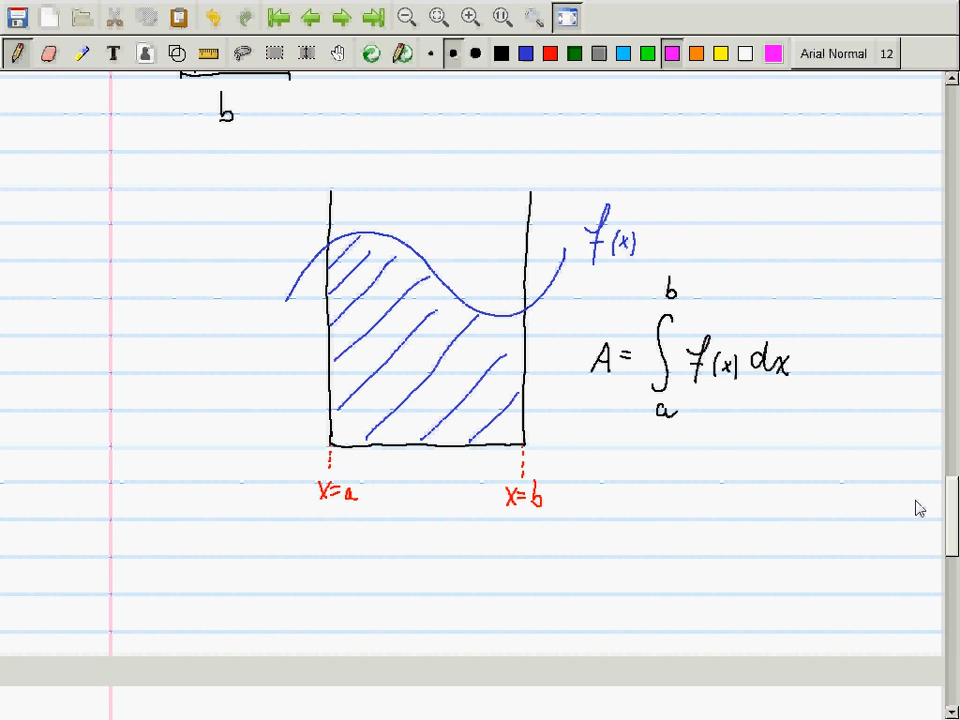 Arial Normal 12
b
f(x)
b
A = ∫ f(x) dx
a
x=a
x=b